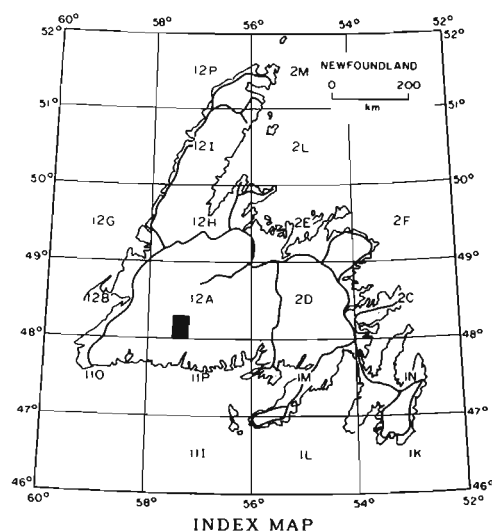 60° 58° 56° 54° 52°
52° 52°
12P 2M
NEWFOUNDLAND
0 200
km
51° 51°
12I 2L
50° 50°
12G 12H 2E 2F
49° 49°
12B 12A 2D 2C
48° 48°
11O 11P 1M 1N
47° 47°
11I 1L 1K
46° 46°
60° 58° 56° 54° 52°
INDEX MAP